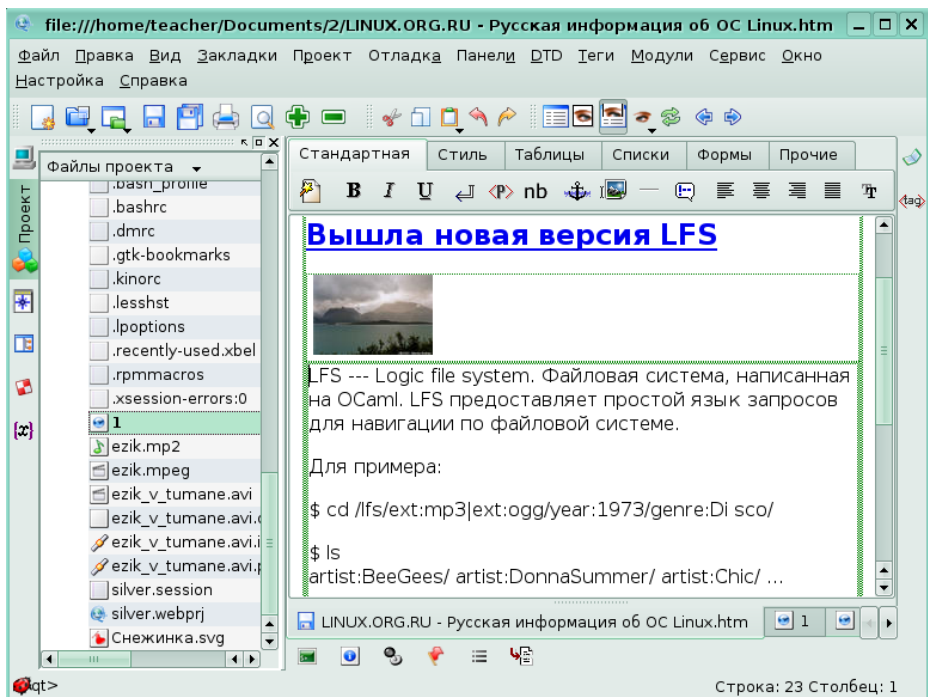 file:///home/teacher/Documents/2/LINUX.ORG.RU - Русская информация об ОС Linux.htm
Файл Правка Вид Закладки Проект Отладка Панели DTD Теги Модули Сервис Окно
Настройка Справка
Проект
Файлы проекта
.bash_profile
.bashrc
.dmrc
.gtk-bookmarks
.kinorc
.lesshst
.lpoptions
.recently-used.xbel
.rpmmacros
.xsession-errors:0
1
ezik.mp2
ezik.mpeg
ezik_v_tumane.avi
ezik_v_tumane.avi.
ezik_v_tumane.avi.i
ezik_v_tumane.avi.
silver.session
silver.webprj
Снежинка.svg
Стандартная Стиль Таблицы Списки Формы Прочие
B I U <P> nb Tr
<tag>
{x}
Вышла новая версия LFS
LFS --- Logic file system. Файловая система, написанная
на OCaml. LFS предоставляет простой язык запросов
для навигации по файловой системе.
Для примера:
$ cd /lfs/ext:mp3|ext:ogg/year:1973/genre:Di sco/
$ ls
artist:BeeGees/ artist:DonnaSummer/ artist:Chic/ ...
LINUX.ORG.RU - Русская информация об ОС Linux.htm 1
qt>
Строка: 23 Столбец: 1